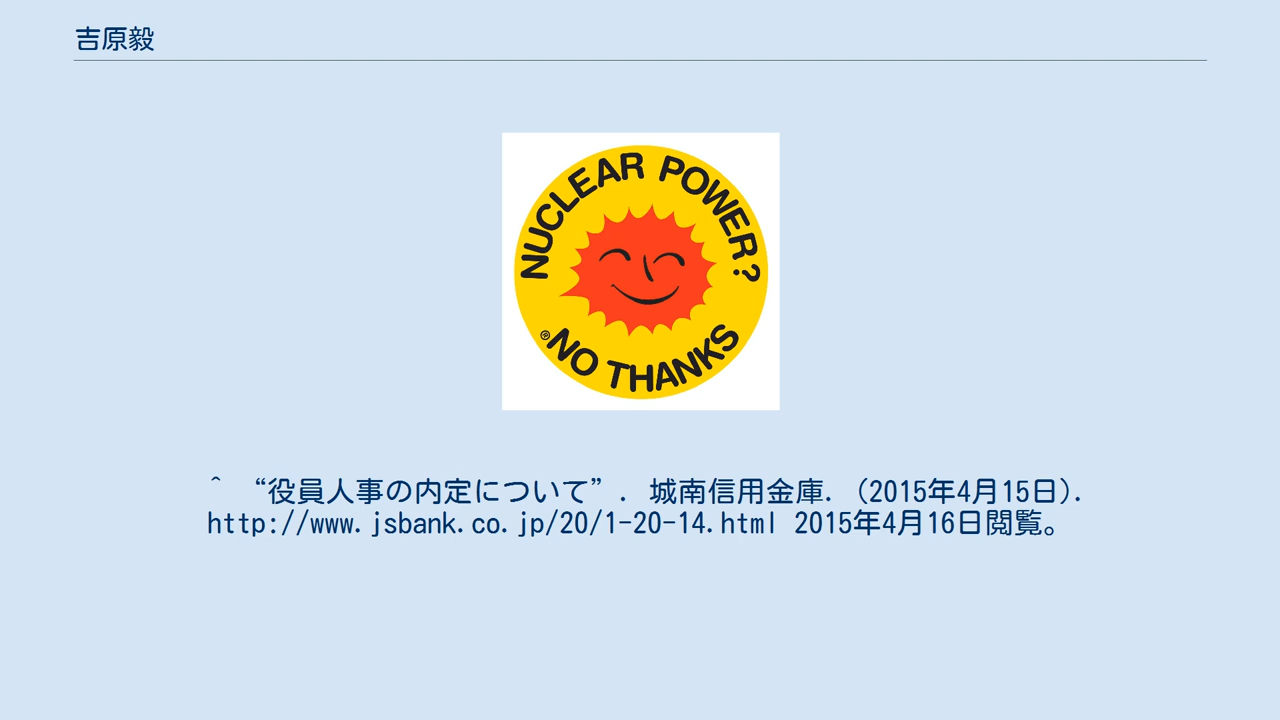 吉原毅
NUCLEAR POWER?
®NO THANKS
^ “役員人事の内定について”. 城南信用金庫. (2015年4月15日).
http://www.jsbank.co.jp/20/1-20-14.html 2015年4月16日閲覧。